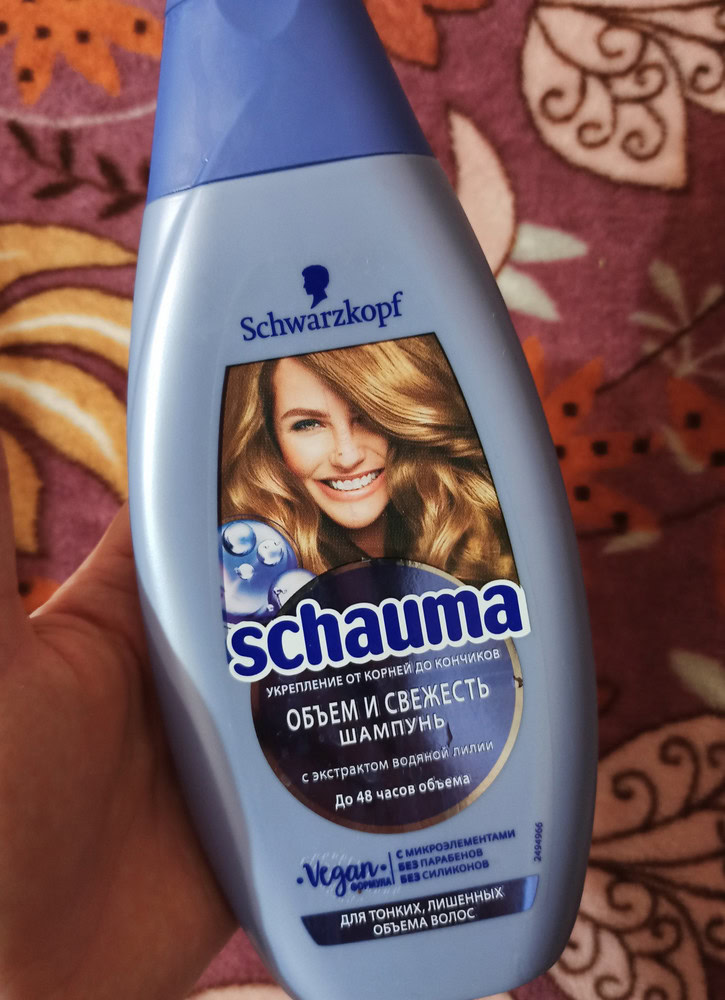 Schwarzkopf
schauma
УКРЕПЛЕНИЕ ОТ КОРНЕЙ ДО КОНЧИКОВ
ОБЪЕМ И СВЕЖЕСТЬ
ШАМПУНЬ
С ЭКСТРАКТОМ ВОДЯНОЙ ЛИЛИИ
До 48 часов объема
Vegan
ФОРМУЛА
С МИКРОЭЛЕМЕНТАМИ
БЕЗ ПАРАБЕНОВ
БЕЗ СИЛИКОНОВ
2494966
ДЛЯ ТОНКИХ, ЛИШЕННЫХ
ОБЪЕМА ВОЛОС